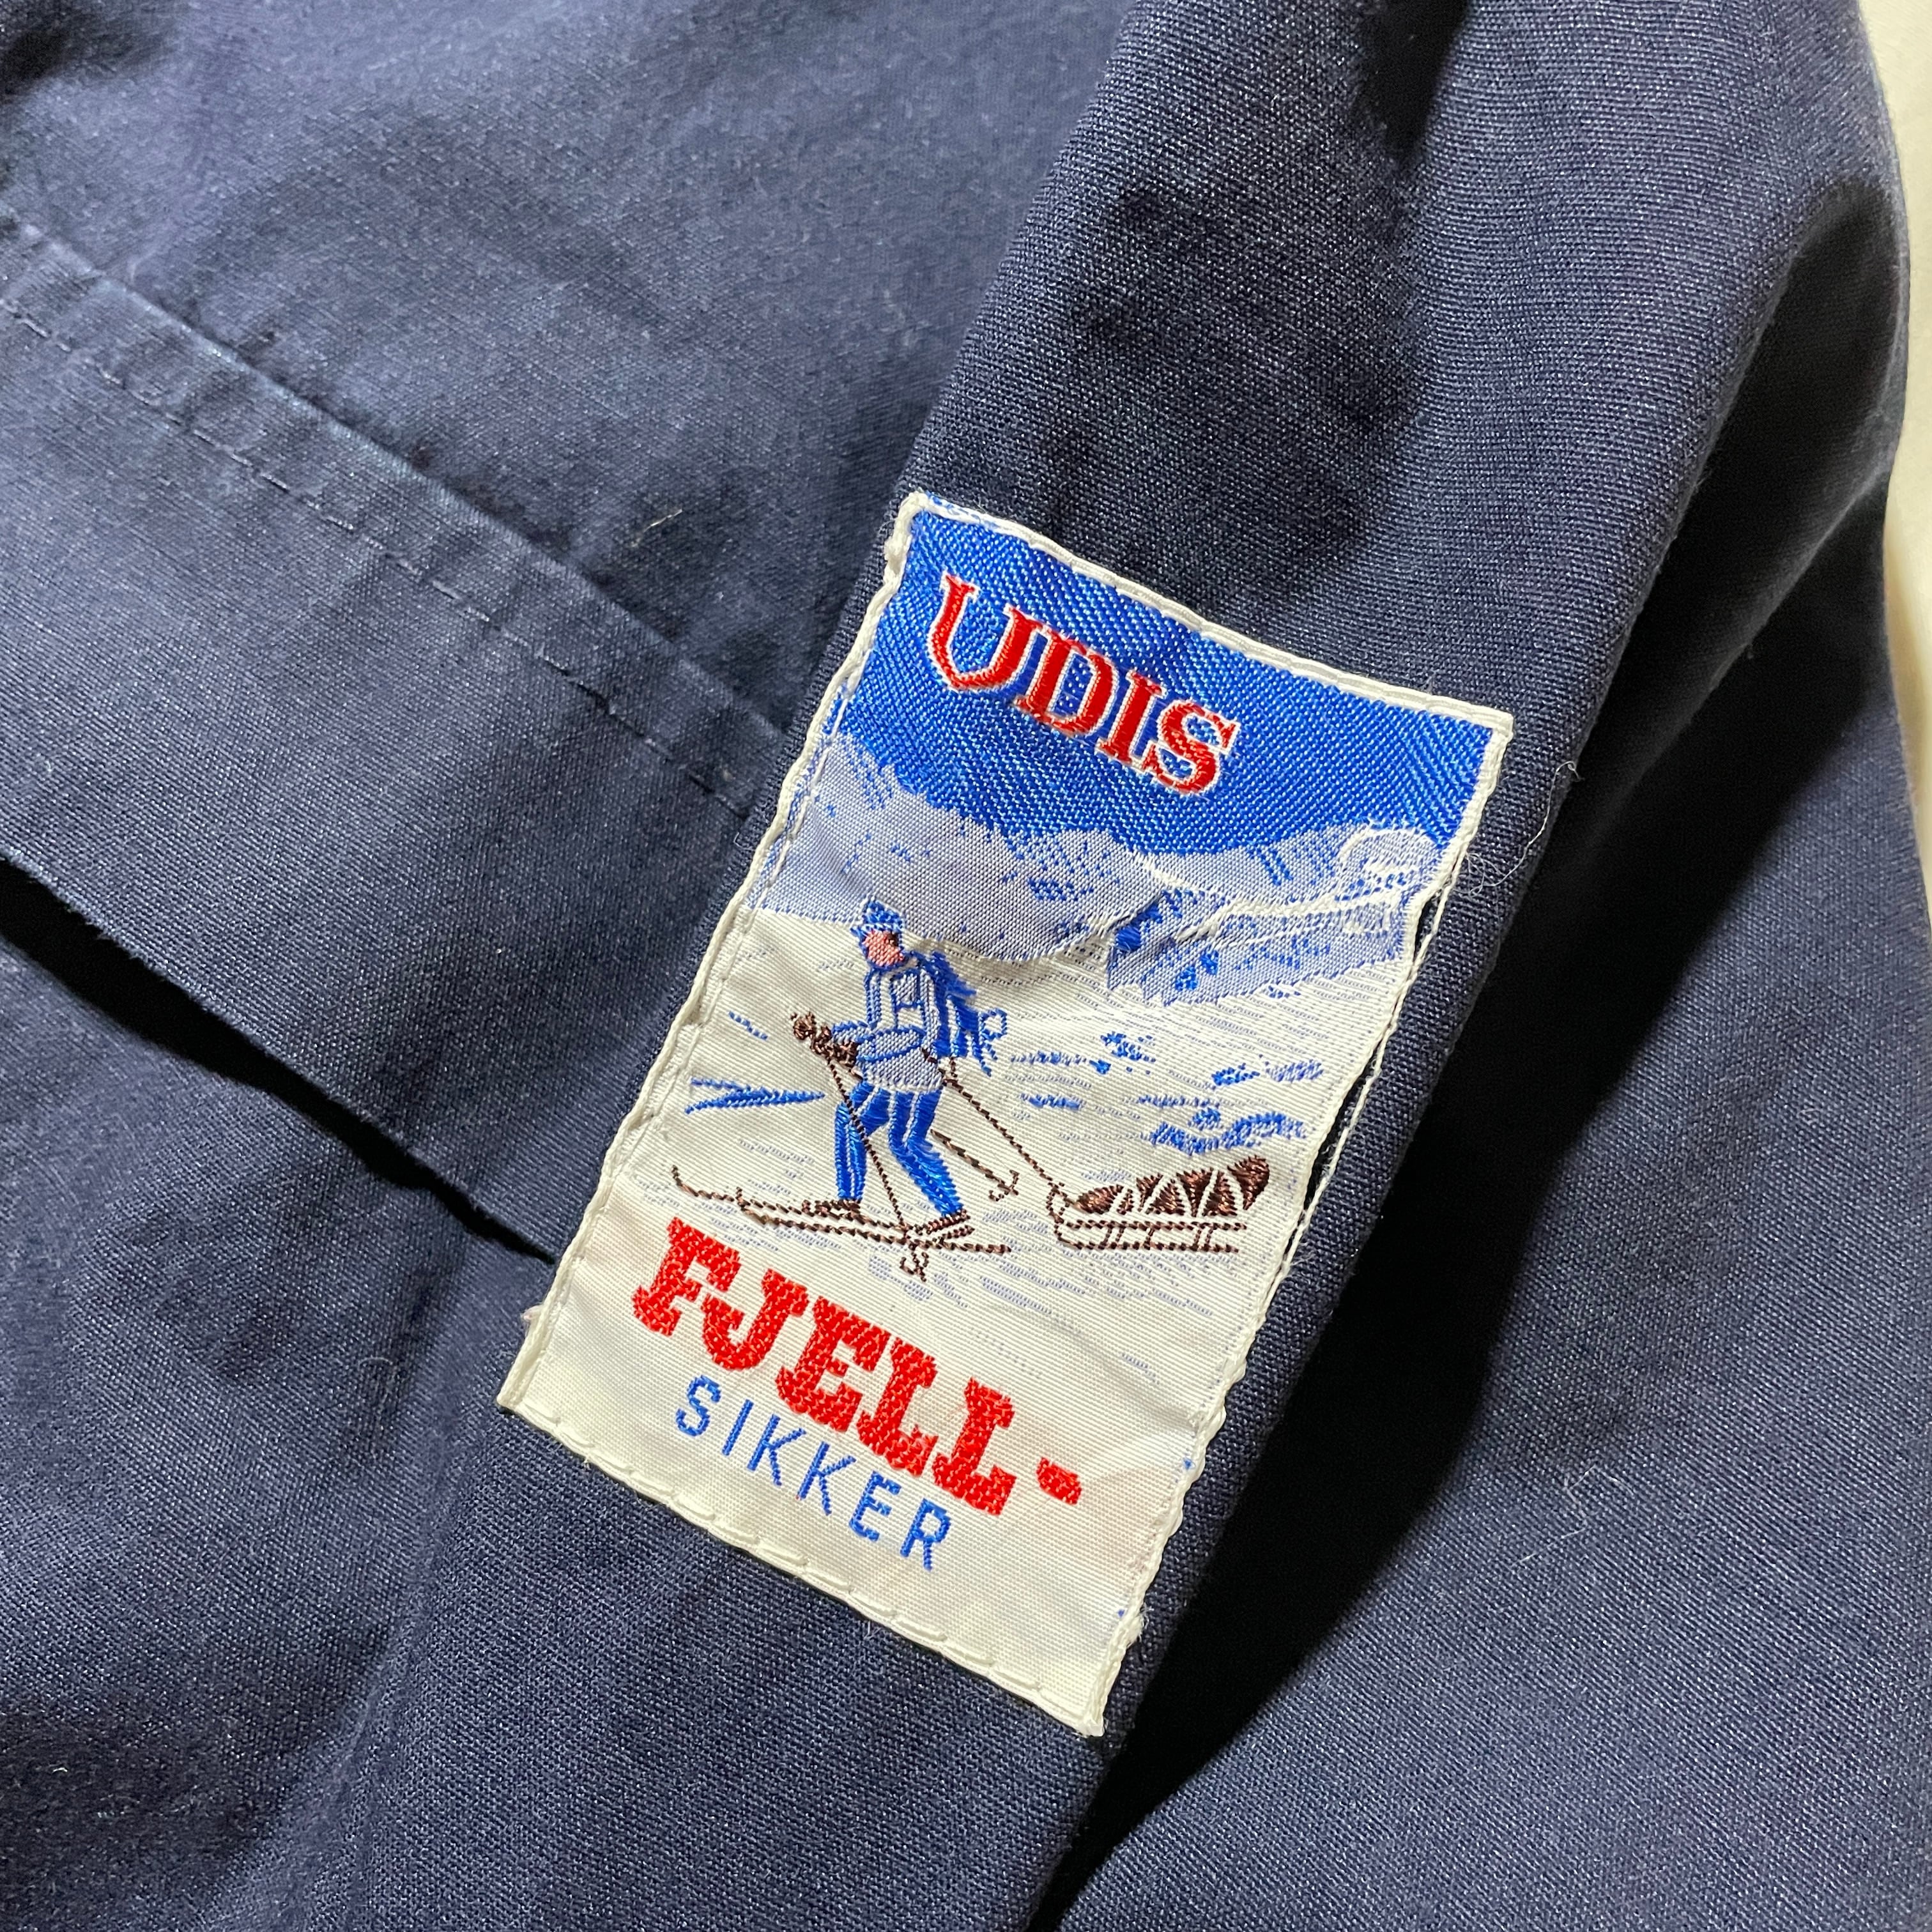 UDIS
FJELL-
SIKKER